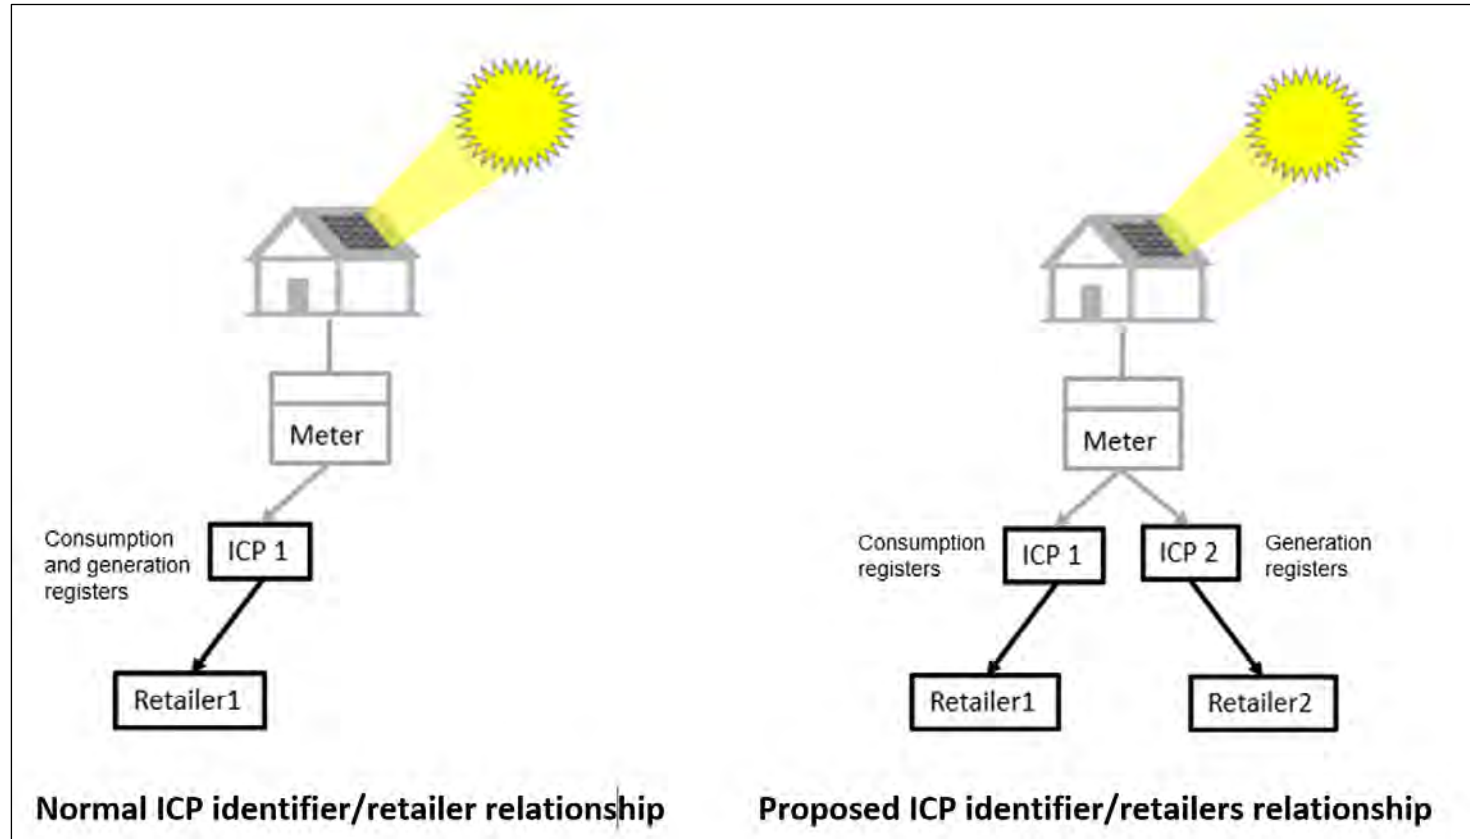 Meter
Consumption
and generation
registers
ICP 1
Retailer1
Normal ICP identifier/retailer relationship
Meter
Consumption
registers
ICP 1
ICP 2
Generation
registers
Retailer1
Retailer2
Proposed ICP identifier/retailers relationship